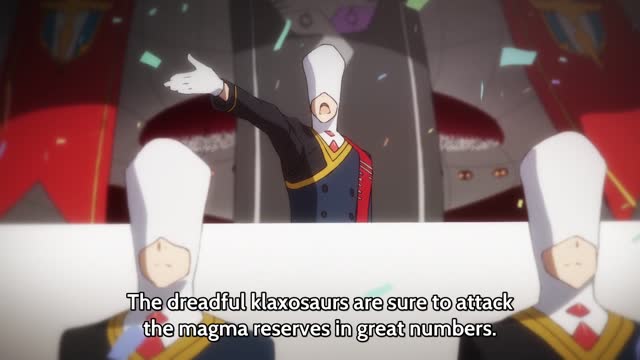 The dreadful klaxosaurs are sure to attack
the magma reserves in great numbers.